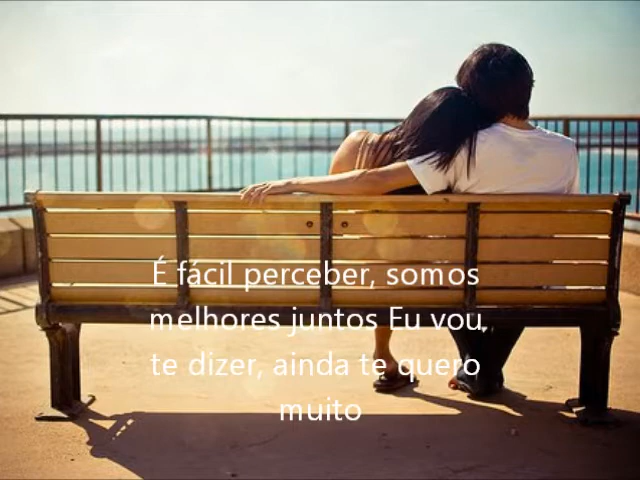 É fácil perceber, somos
melhores juntos Eu vou
te dizer, ainda te quero
muito